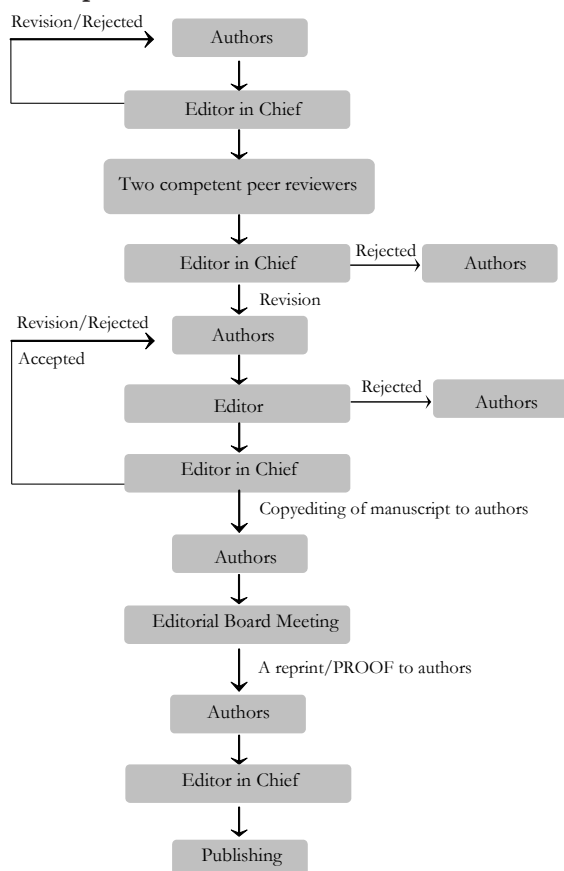 Revision/Rejected
Authors
Editor in Chief
Two competent peer reviewers
Editor in Chief
Rejected
Authors
Revision
Revision/Rejected
Accepted
Authors
Editor
Rejected
Authors
Editor in Chief
Copyediting of manuscript to authors
Authors
Editorial Board Meeting
A reprint/PROOF to authors
Authors
Editor in Chief
Publishing